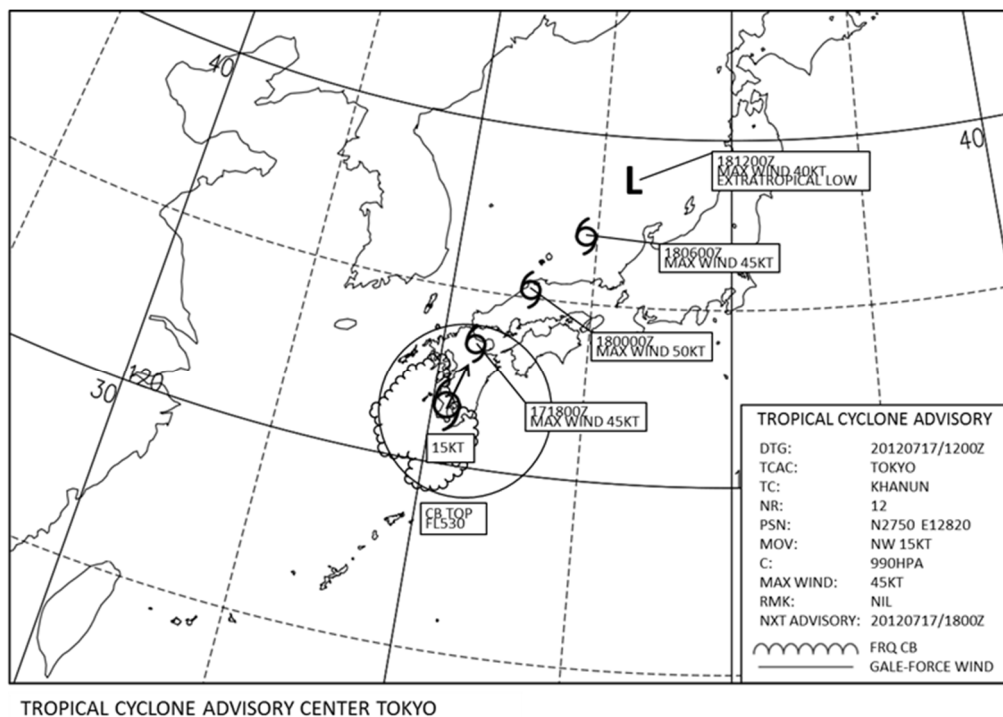 40
40
181200Z
MAX WIND 40KT
EXTRATROPICAL LOW
L
180600Z
MAX WIND 45KT
180000Z
MAX WIND 50KT
120
30
171800Z
MAX WIND 45KT
15KT
CB TOP
FL530
TROPICAL CYCLONE ADVISORY
DTG: 20120717/1200Z
TCAC: TOKYO
TC: KHANUN
NR: 12
PSN: N2750 E12820
MOV: NW 15KT
C: 990HPA
MAX WIND: 45KT
RMK: NIL
NXT ADVISORY: 20120717/1800Z
FRQ CB
GALE-FORCE WIND
TROPICAL CYCLONE ADVISORY CENTER TOKYO